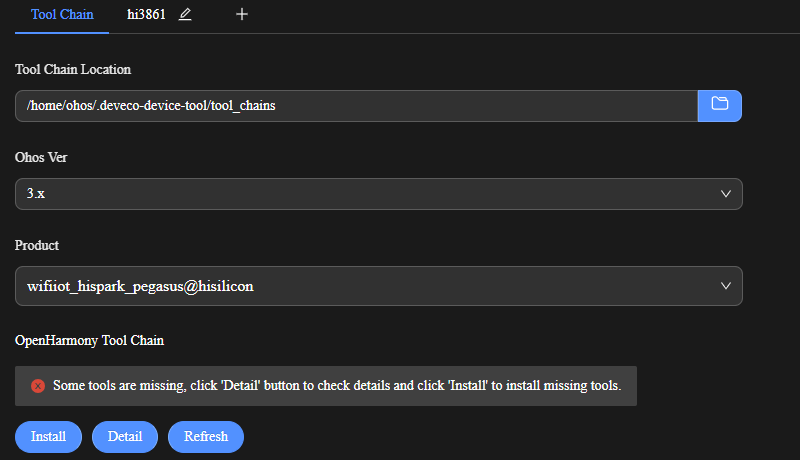 Tool Chain hi3861
Tool Chain Location
/home/ohos/.deveco-device-tool/tool_chains
Ohos Ver
3.x
Product
wifiiot_hispark_pegasus@hisilicon
OpenHarmony Tool Chain
Some tools are missing, click 'Detail' button to check details and click 'Install' to install missing tools.
Install Detail Refresh